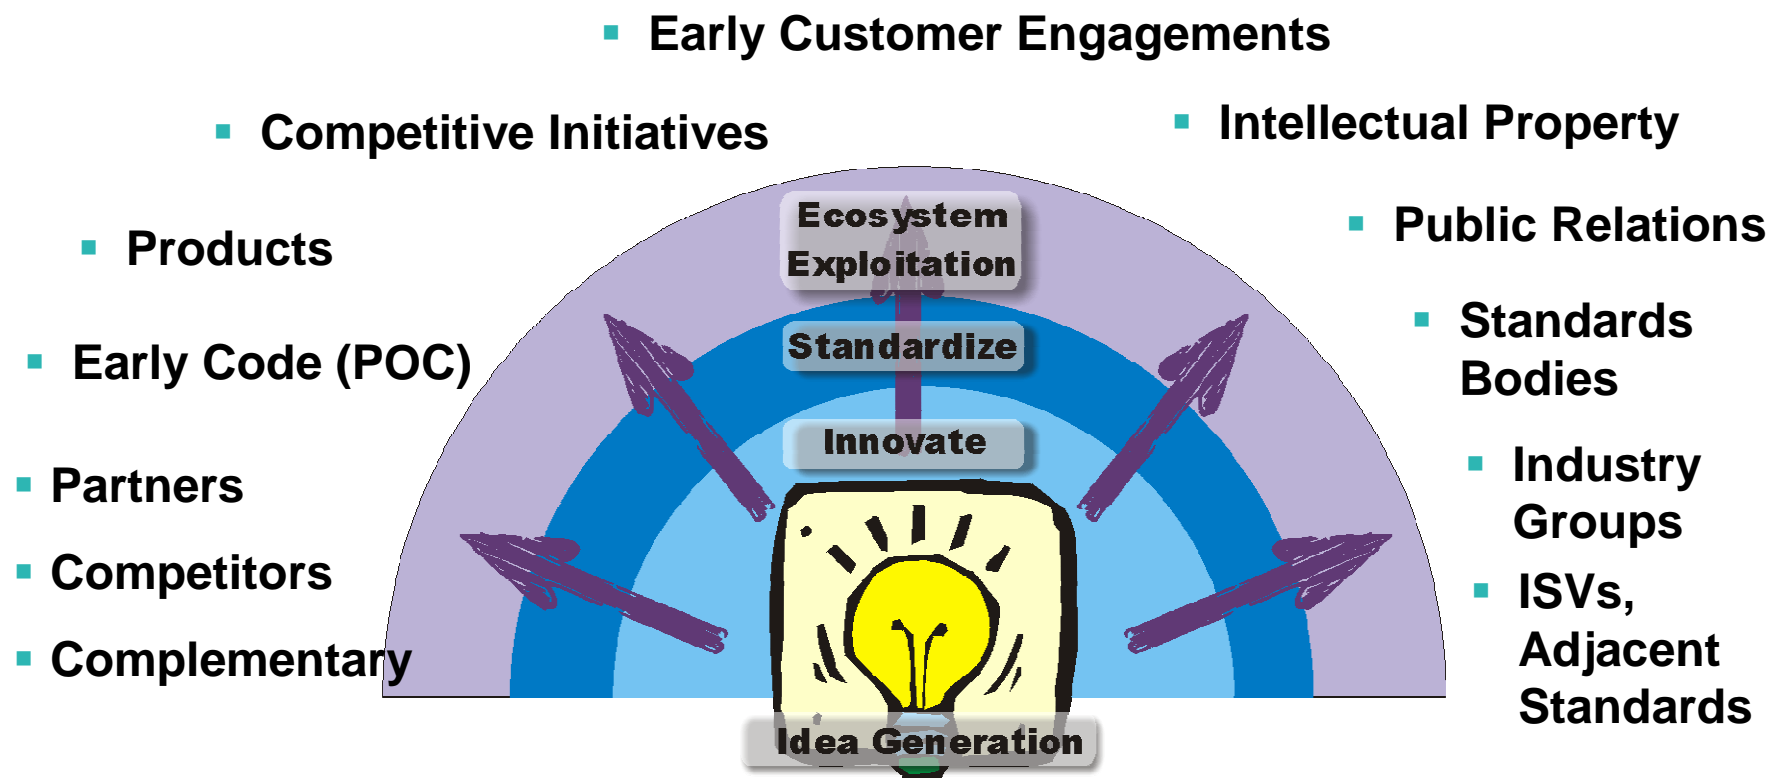 Early Customer Engagements
Competitive Initiatives
Intellectual Property
Products
Public Relations
Early Code (POC)
Standards
Bodies
Partners
Industry
Groups
Competitors
ISVs,
Adjacent
Standards
Complementary
Ecosystem
Exploitation
Standardize
Innovate
Idea Generation